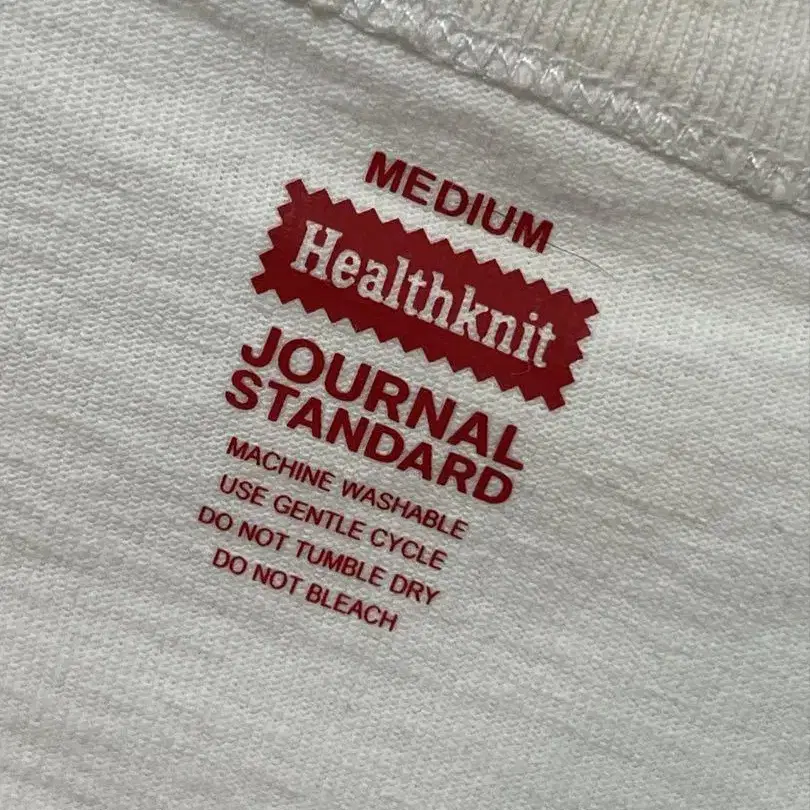 MEDIUM
Healthknit
JOURNAL
STANDARD
MACHINE WASHABLE
USE GENTLE CYCLE
DO NOT TUMBLE DRY
DO NOT BLEACH